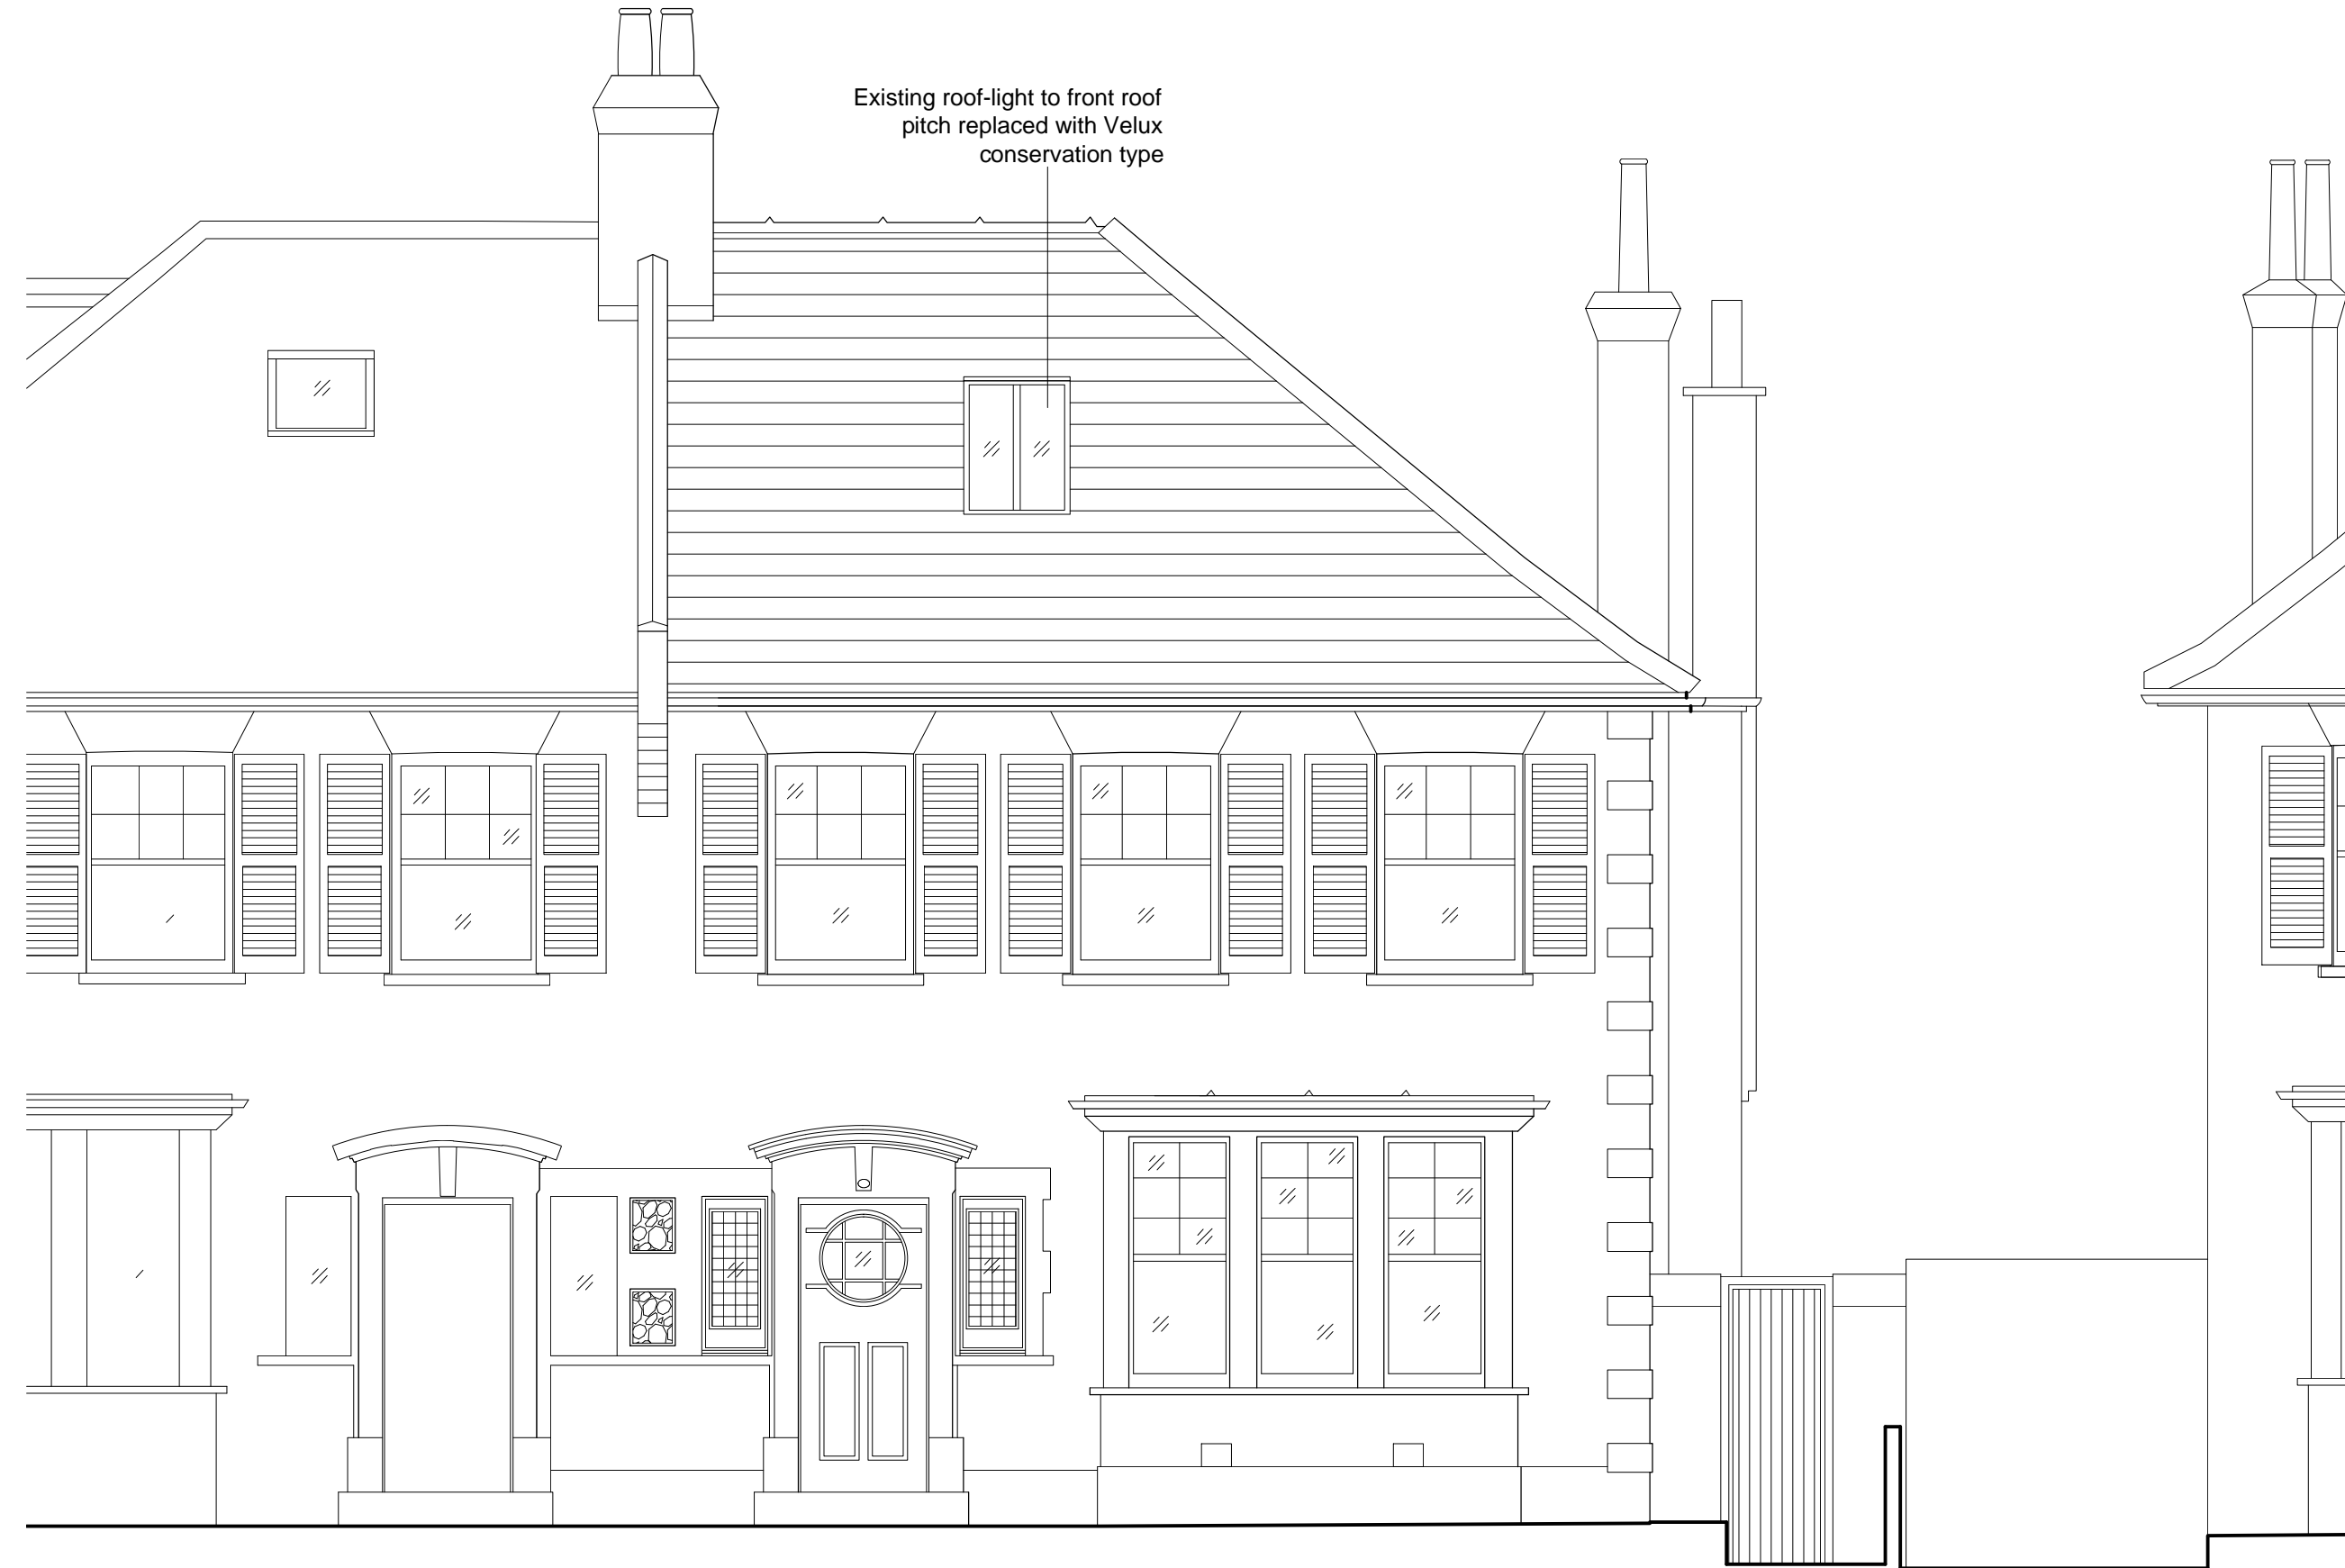 Existing roof-light to front roof
pitch replaced with Velux
conservation type